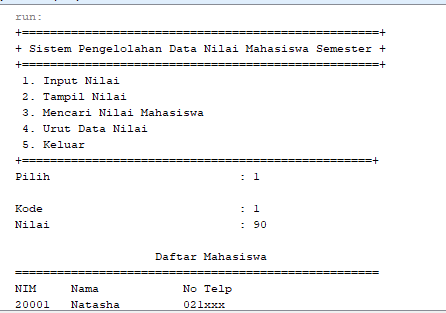 run:
+===================================================+
+ Sistem Pengelolahan Data Nilai Mahasiswa Semester +
+===================================================+
1. Input Nilai
2. Tampil Nilai
3. Mencari Nilai Mahasiswa
4. Urut Data Nilai
5. Keluar
+==================================================+
Pilih : 1
Kode : 1
Nilai : 90
Daftar Mahasiswa
====================================================
NIM Nama No Telp
20001 Natasha 021xxx